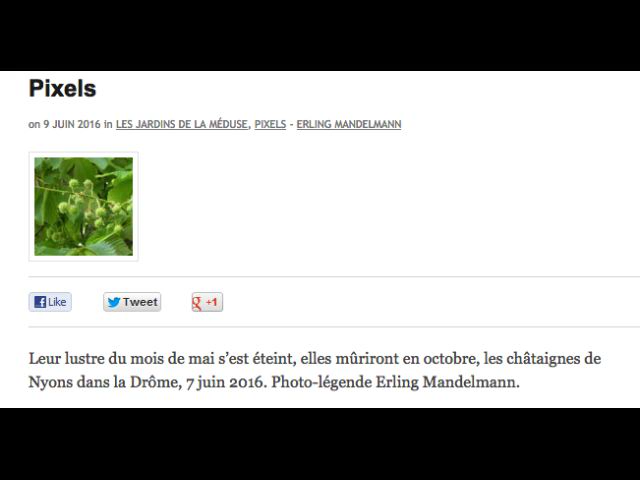 Pixels
on 9 JUIN 2016 in LES JARDINS DE LA MÉDUSE, PIXELS - ERLING MANDELMANN
Like Tweet g +1
Leur lustre du mois de mai s'est éteint, elles mûriront en octobre, les châtaignes de
Nyons dans la Drôme, 7 juin 2016. Photo-légende Erling Mandelmann.